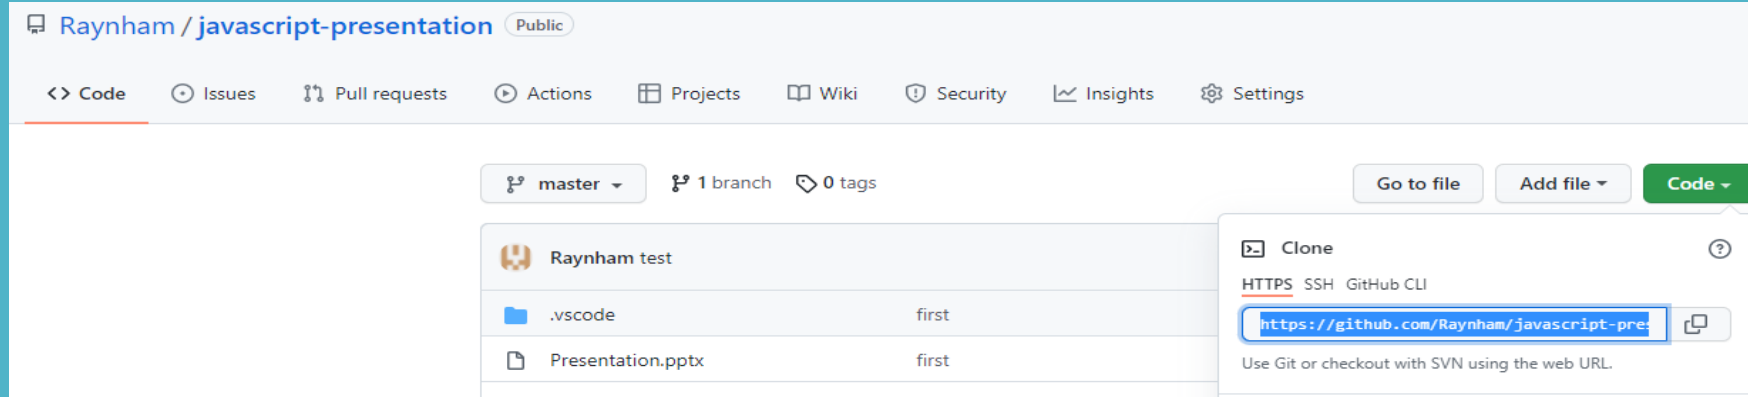 Raynham / javascript-presentation Public
<> Code Issues Pull requests Actions Projects Wiki Security Insights Settings
master 1 branch 0 tags Go to file Add file Code
Raynham test
Clone
HTTPS SSH GitHub CLI
.vscode first
https://github.com/Raynham/javascript-pres
Presentation.pptx first
Use Git or checkout with SVN using the web URL.